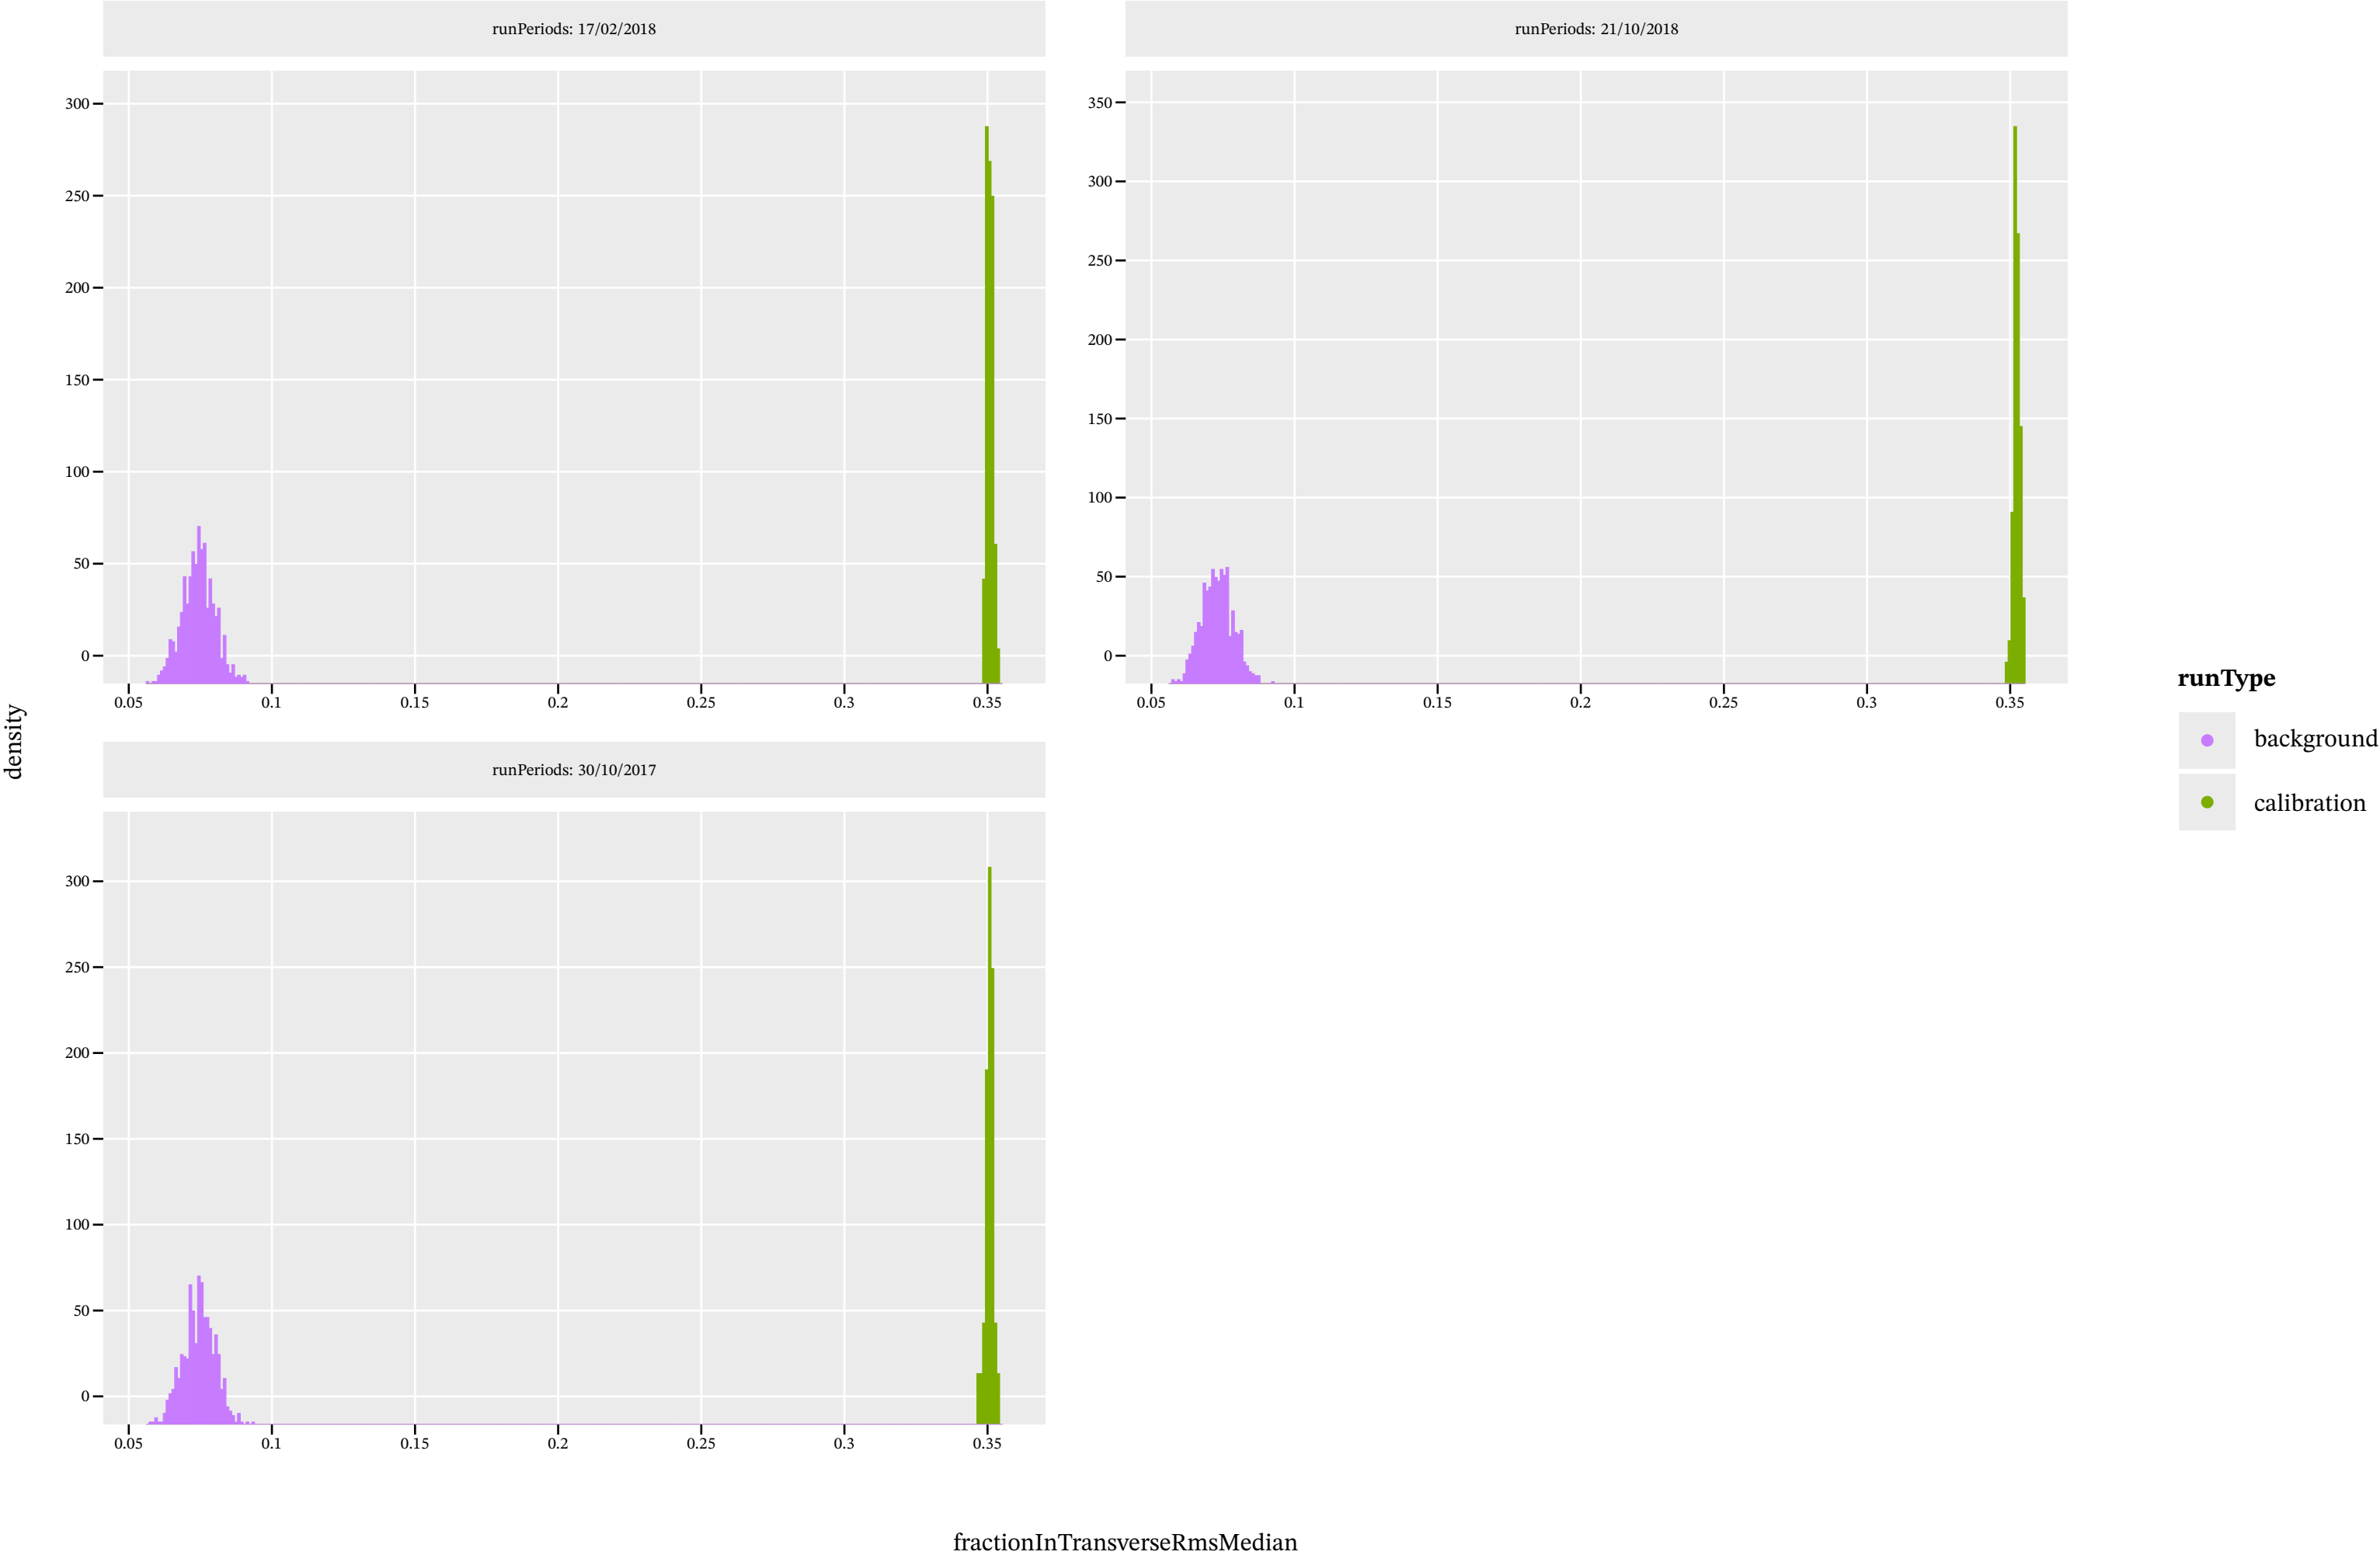 runPeriods: 17/02/2018
300
250
200
150
100
50
0
0.05 0.1 0.15 0.2 0.25 0.3 0.35
runPeriods: 21/10/2018
350
300
250
200
150
100
50
0
0.05 0.1 0.15 0.2 0.25 0.3 0.35
runPeriods: 30/10/2017
300
250
200
150
100
50
0
0.05 0.1 0.15 0.2 0.25 0.3 0.35
density
fractionInTransverseRmsMedian
runType
background
calibration